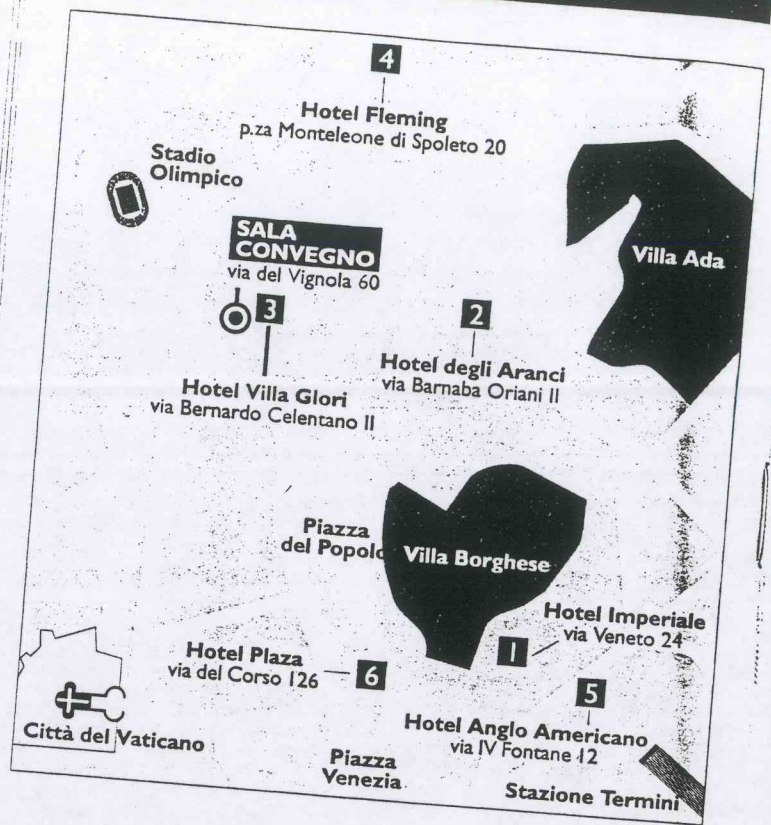 4
Hotel Fleming
p.za Monteleone di Spoleto 20
Stadio
Olimpico
SALA
CONVEGNO
via del Vignola 60
Villa Ada
3
2
Hotel degli Aranci
via Barnaba Oriani 11
Hotel Villa Glori
via Bernardo Celentano 11
Piazza
del Popolo
Villa Borghese
Hotel Imperiale
via Veneto 24
1
Hotel Plaza
via del Corso 126
6
5
Hotel Anglo Americano
via IV Fontane 12
Città del Vaticano
Piazza
Venezia
Stazione Termini